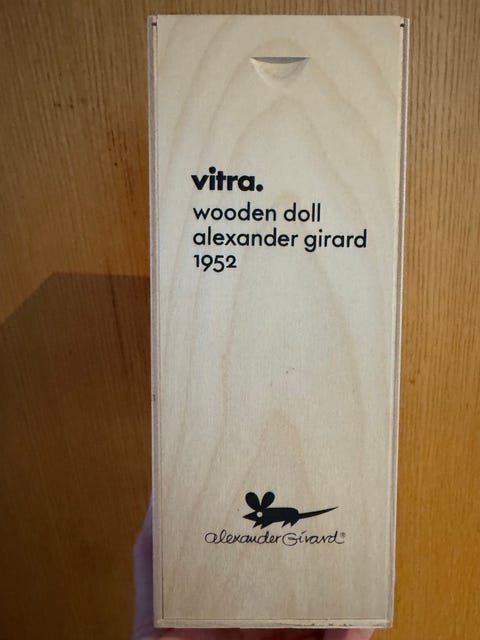 vitra.
wooden doll
alexander girard
1952
alexander Girard®